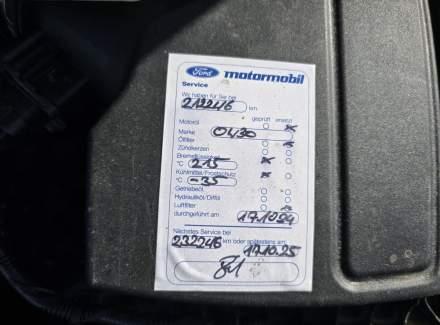 Ford motormobil
Service
Wir haben für Sie bei
212246 km
geprüft ersetzt
Motoröl
Marke 0W30
Ölfilter
Zündkerzen
Bremsflüssigkeit
°C 215
Kühlmittel/Frostschutz
°C -35
Getriebeöl
Hydrauliköl/Diffö
Luftfilter
durchgeführt am 17.10.24
Nächstes Service bei
232246 km oder spätestens am: 17.10.25